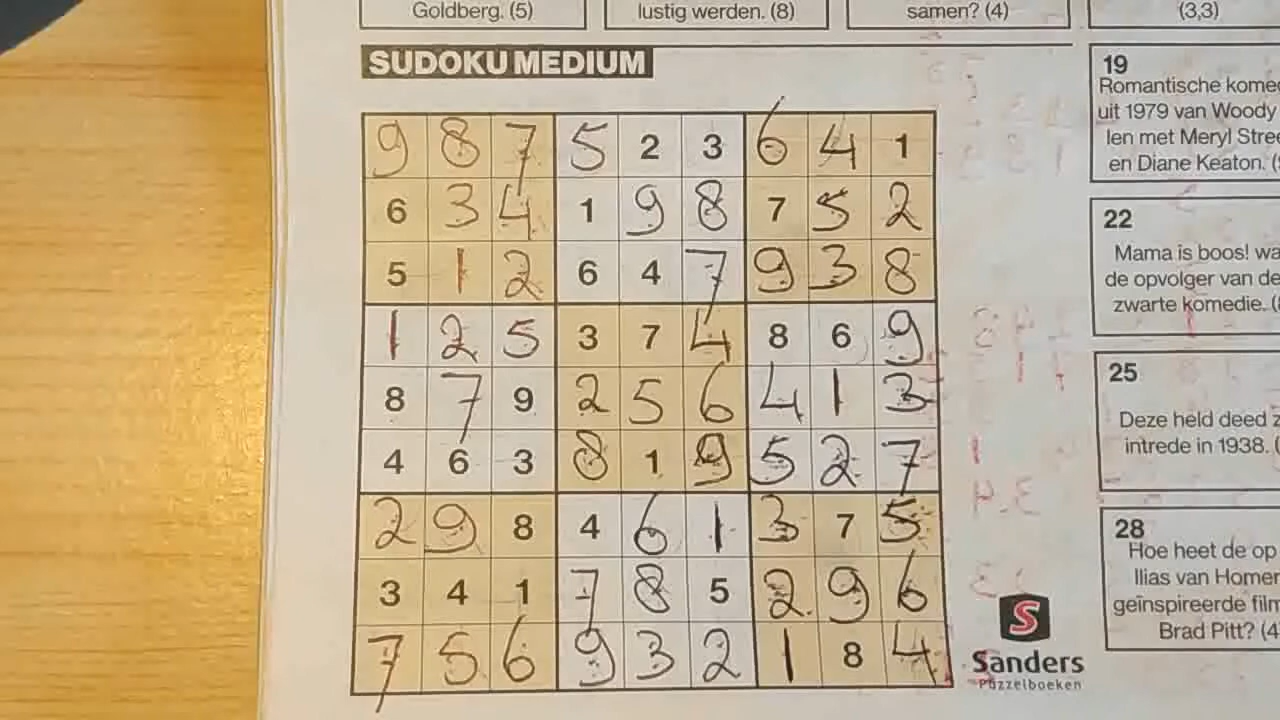 Goldberg. (5)
lustig werden. (8)
samen? (4)
(3,3)
SUDOKU MEDIUM
9 8 7 5 2 3 6 4 1
6 3 4 1 9 8 7 5 2
5 1 2 6 4 7 9 3 8
1 2 5 3 7 4 8 6 9
8 7 9 2 5 6 4 1 3
4 6 3 8 1 9 5 2 7
2 9 8 4 6 1 3 7 5
3 4 1 7 8 5 2 9 6
7 5 6 9 3 2 1 8 4
S
Sanders
Puzzelboeken
19
Romantische kome
uit 1979 van Woody
len met Meryl Stre
en Diane Keaton. (
22
Mama is boos! wa
de opvolger van de
zwarte komedie. (
25
Deze held deed z
intrede in 1938. (
28
Hoe heet de op
Ilias van Homer
geïnspireerde film
Brad Pitt? (4